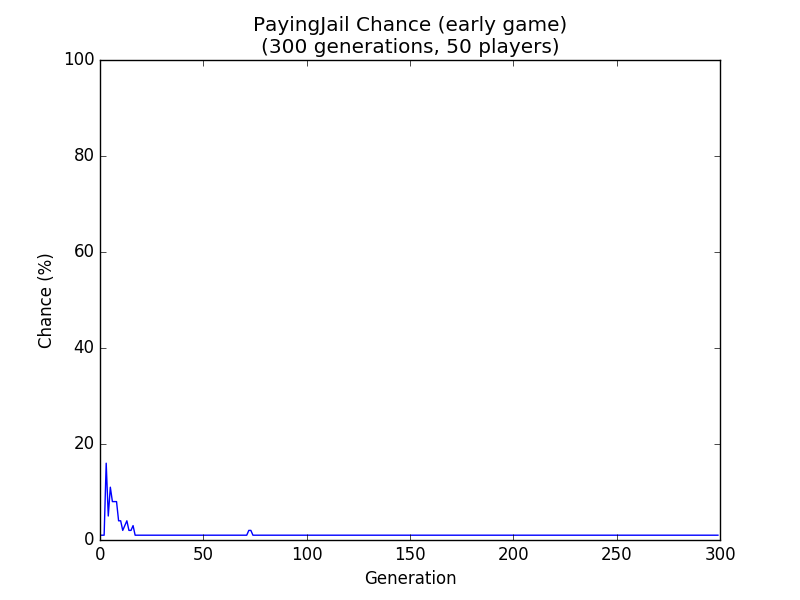 PayingJail Chance (early game)
(300 generations, 50 players)
100
80
60
40
20
0
Chance (%)
0 50 100 150 200 250 300
Generation